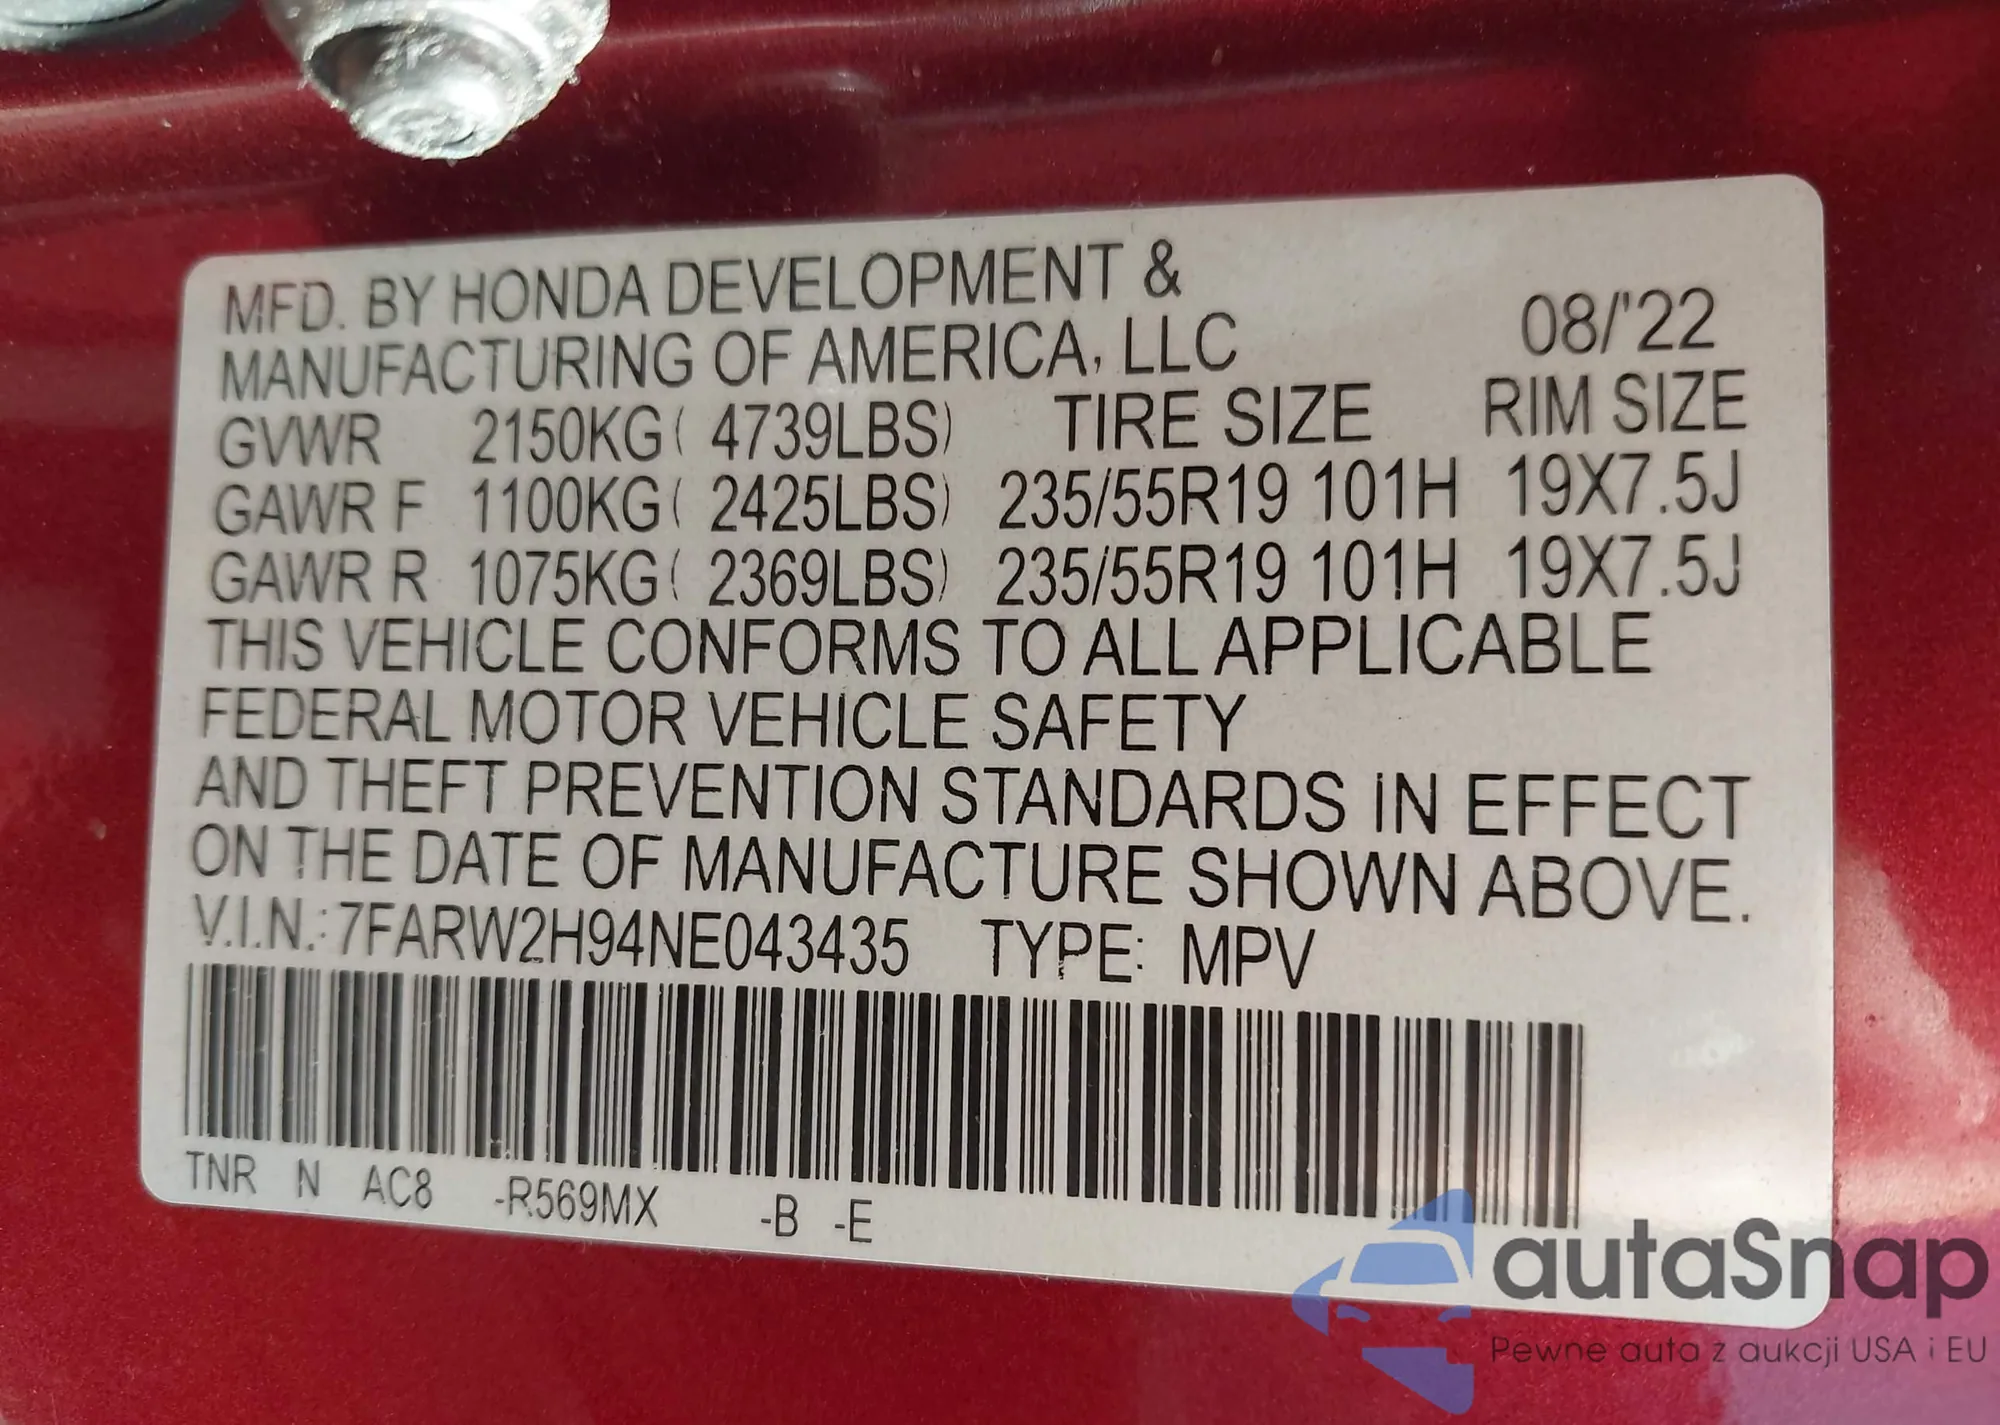 MFD. BY HONDA DEVELOPMENT &
MANUFACTURING OF AMERICA, LLC 08/'22
GVWR 2150KG( 4739LBS) TIRE SIZE RIM SIZE
GAWR F 1100KG( 2425LBS) 235/55R19 101H 19X7.5J
GAWR R 1075KG( 2369LBS) 235/55R19 101H 19X7.5J
THIS VEHICLE CONFORMS TO ALL APPLICABLE
FEDERAL MOTOR VEHICLE SAFETY
AND THEFT PREVENTION STANDARDS IN EFFECT
ON THE DATE OF MANUFACTURE SHOWN ABOVE.
V.I.N.: 7FARW2H94NE043435 TYPE: MPV
TNR N AC8 -R569MX -B -E
autaSnap
Pewne auta z aukcji USA i EU